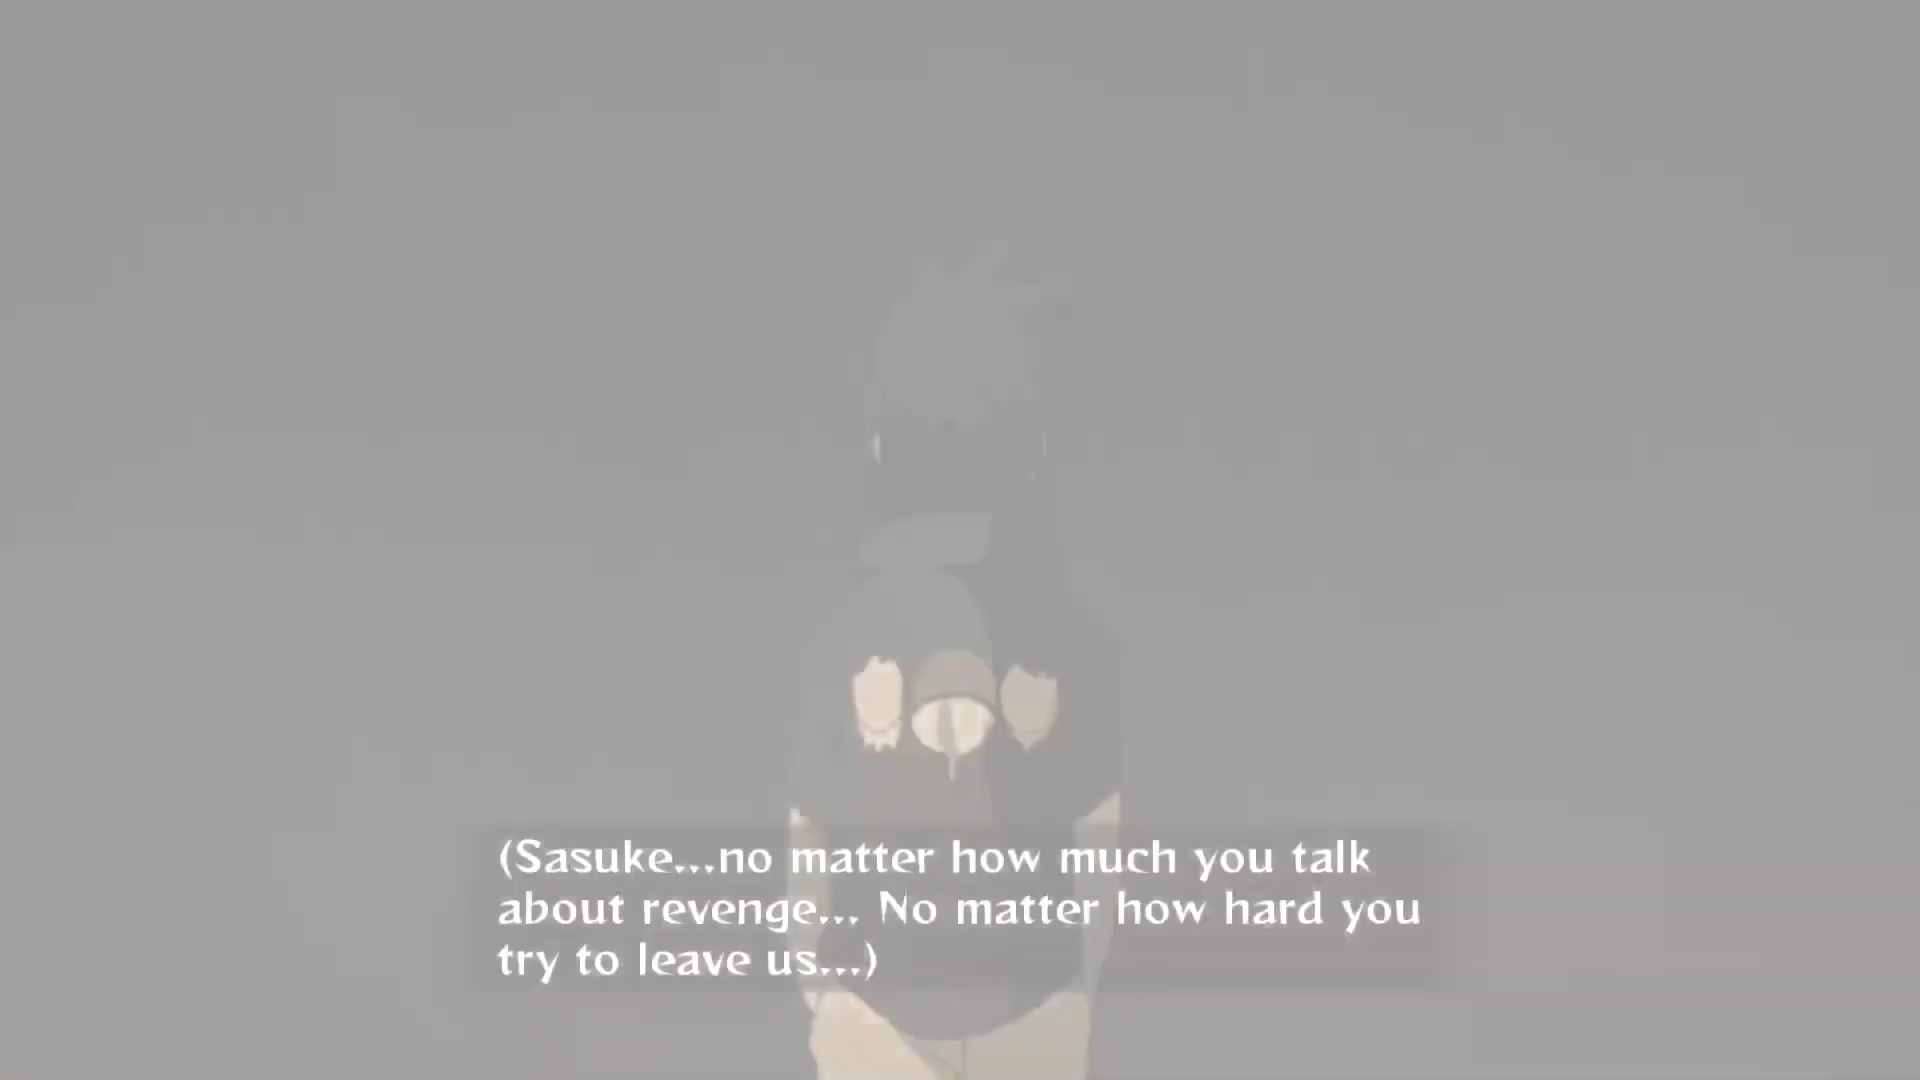 (Sasuke...no matter how much you talk
about revenge... No matter how hard you
try to leave us...)